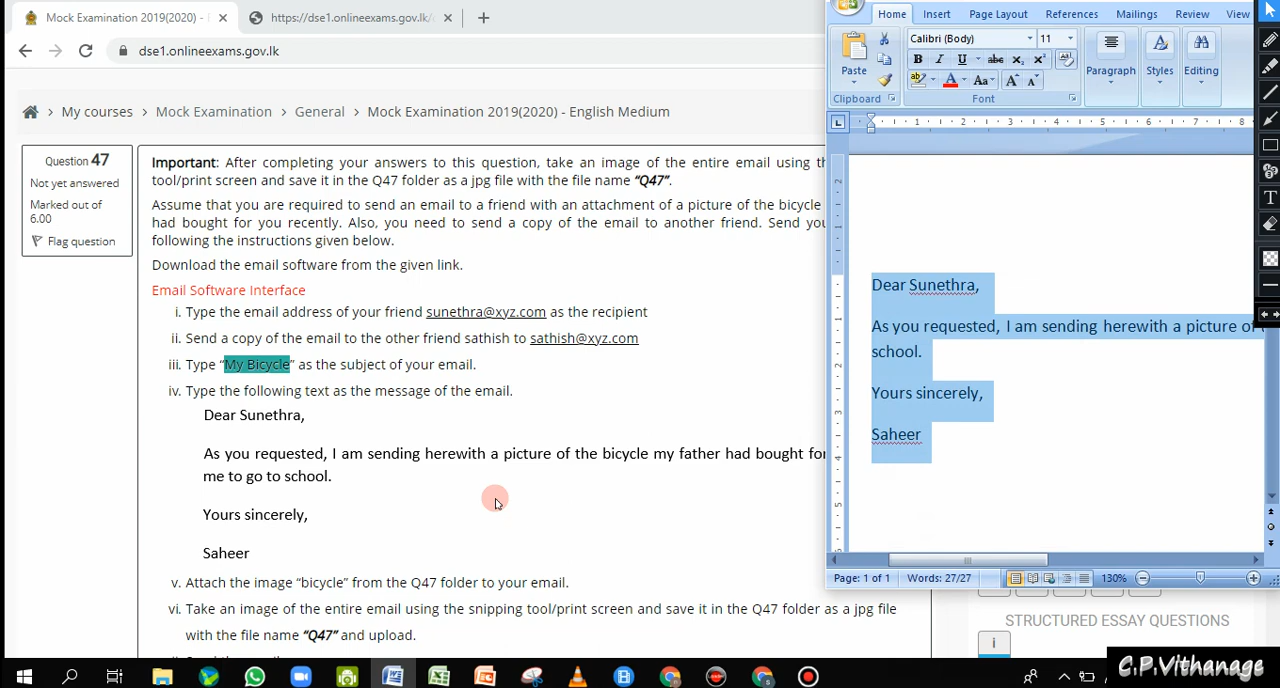 Mock Examination 2019(2020) -
https://dse1.onlineexams.gov.lk/
dse1.onlineexams.gov.lk
My courses
Mock Examination
General
Mock Examination 2019(2020) - English Medium
Question 47
Not yet answered
Marked out of
6.00
Flag question
Important: After completing your answers to this question, take an image of the entire email using
tool/print screen and save it in the Q47 folder as a jpg file with the file name “Q47”.
Assume that you are required to send an email to a friend with an attachment of a picture of the bicycle
had bought for you recently. Also, you need to send a copy of the email to another friend. Send
following the instructions given below.
Download the email software from the given link.
Email Software Interface
i. Type the email address of your friend sunethra@xyz.com as the recipient
ii. Send a copy of the email to the other friend sathish to sathish@xyz.com
iii. Type “My Bicycle” as the subject of your email.
iv. Type the following text as the message of the email.
Dear Sunethra,
As you requested, I am sending herewith a picture of the bicycle my father had bought for
me to go to school.
Yours sincerely,
Saheer
v. Attach the image “bicycle” from the Q47 folder to your email.
vi. Take an image of the entire email using the snipping tool/print screen and save it in the Q47 folder as a jpg file
with the file name “Q47” and upload.
Home Insert Page Layout References Mailings Review View
Calibri (Body) 11
Paste
Clipboard
Font
Paragraph
Styles
Editing
1 2 3 4 5 6 7 8
Dear Sunethra,
As you requested, I am sending herewith a picture of
school.
Yours sincerely,
Saheer
Page: 1 of 1 Words: 27/27 130%
STRUCTURED ESSAY QUESTIONS
i
C.P.Vithanage